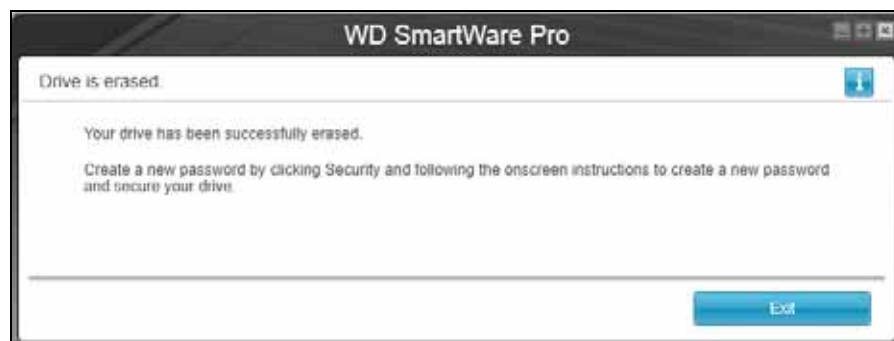 WD SmartWare Pro
Drive is erased.
i
Your drive has been successfully erased.
Create a new password by clicking Security and following the onscreen instructions to create a new password
and secure your drive.
Exit